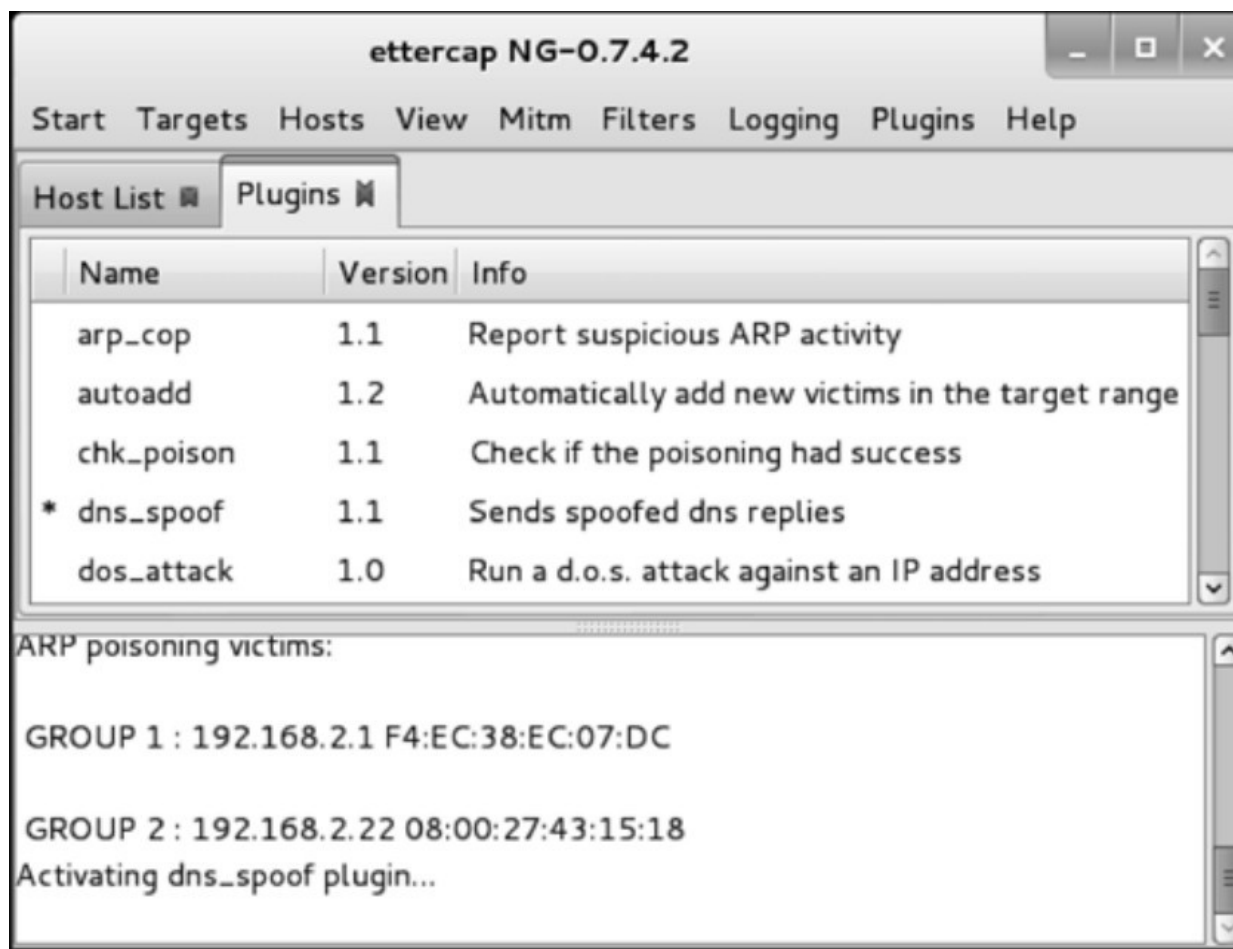 ettercap NG-0.7.4.2
Start Targets Hosts View Mitm Filters Logging Plugins Help
Host List Plugins
Name Version Info
arp_cop 1.1 Report suspicious ARP activity
autoadd 1.2 Automatically add new victims in the target range
chk_poison 1.1 Check if the poisoning had success
* dns_spoof 1.1 Sends spoofed dns replies
dos_attack 1.0 Run a d.o.s. attack against an IP address
ARP poisoning victims:
GROUP 1 : 192.168.2.1 F4:EC:38:EC:07:DC
GROUP 2 : 192.168.2.22 08:00:27:43:15:18
Activating dns_spoof plugin...